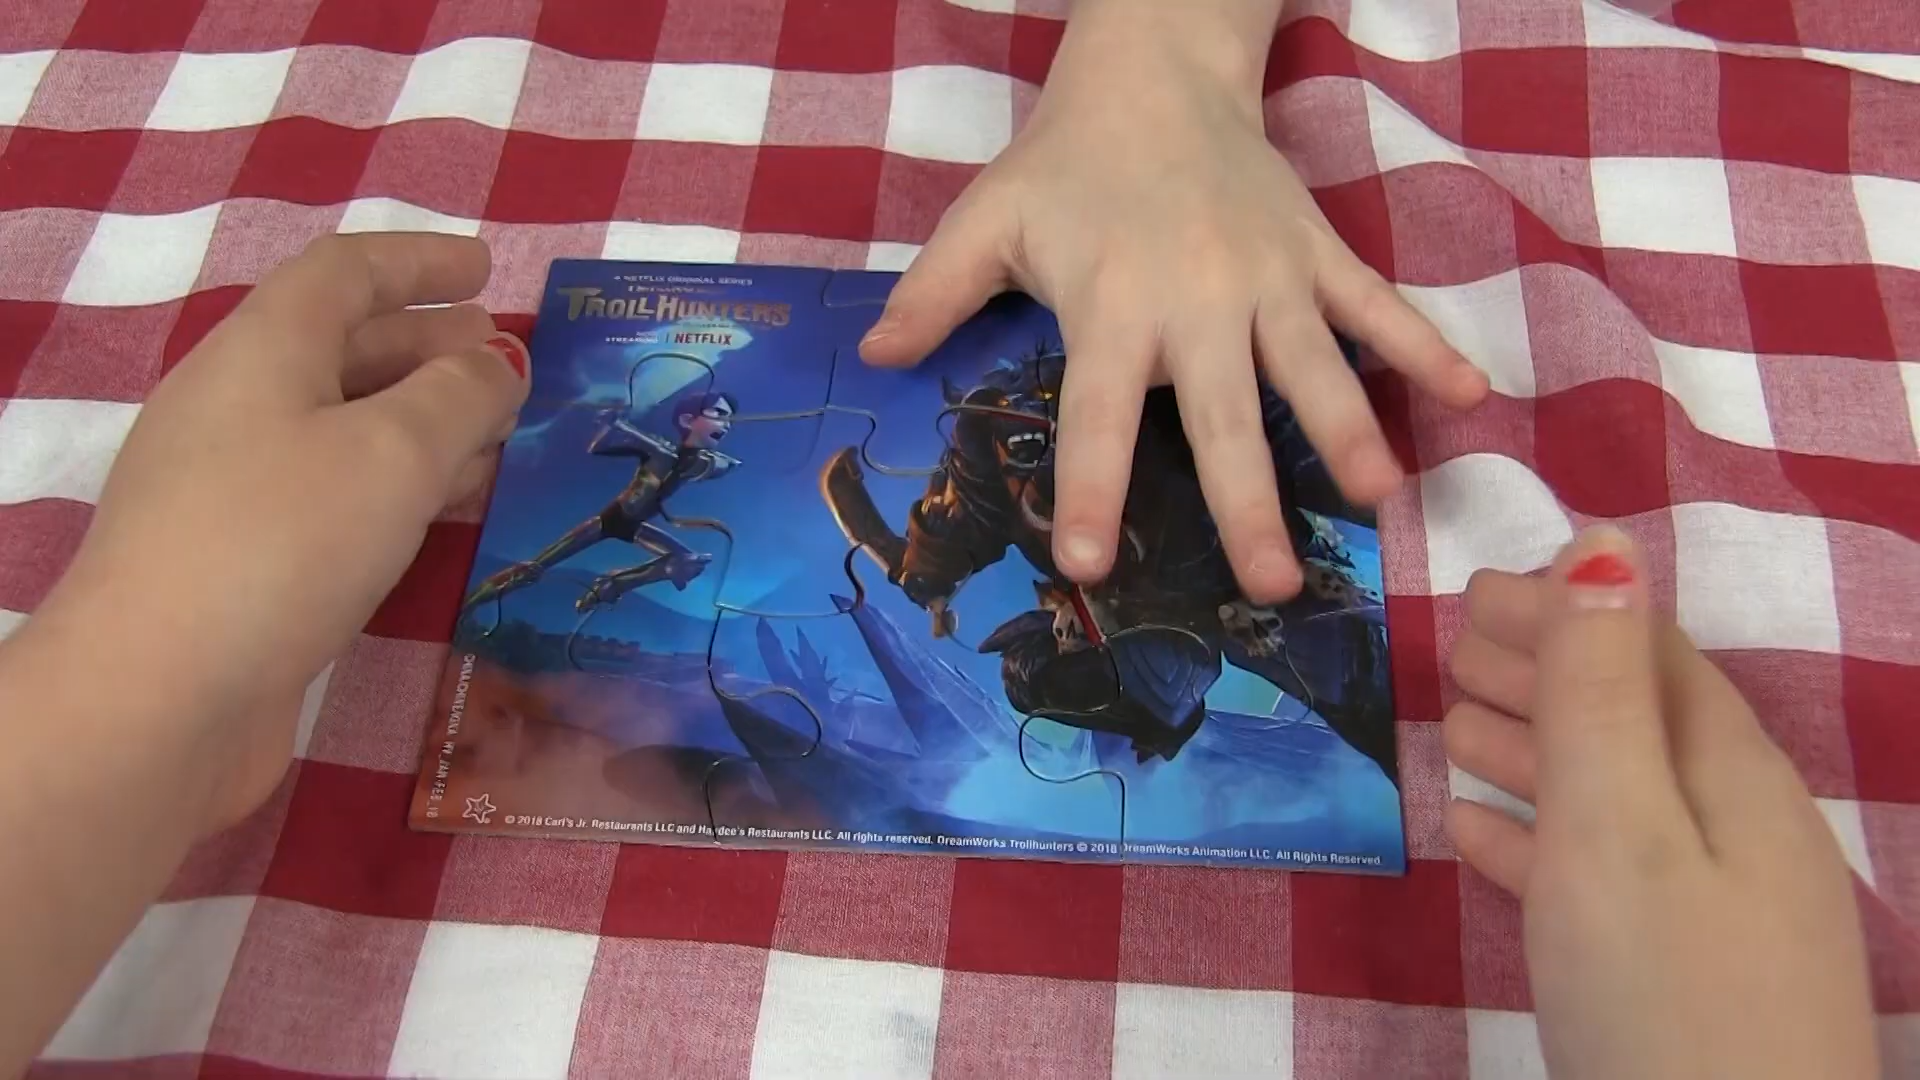 A NETFLIX ORIGINAL SERIES
TROLLHUNTERS
NOW
STREAMING | NETFLIX
© 2018 Carl's Jr. Restaurants LLC and Hardee's Restaurants LLC. All rights reserved. DreamWorks Trollhunters © 2018 DreamWorks Animation LLC. All Rights Reserved.